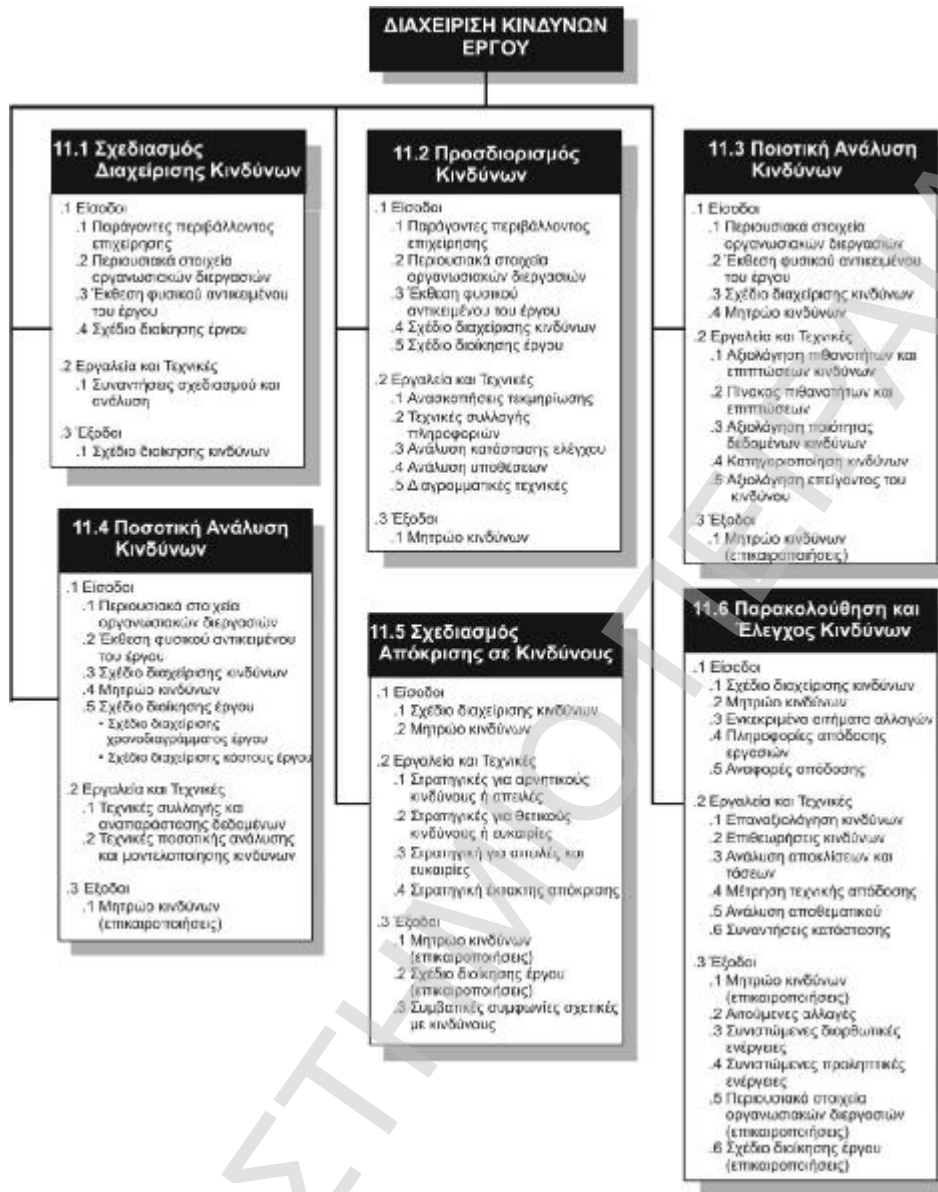 ΔΙΑΧΕΙΡΙΣΗ ΚΙΝΔΥΝΩΝ
ΕΡΓΟΥ
11.1 Σχεδιασμός
Διαχείρισης Κινδύνων
.1 Είσοδοι
.1 Παράγοντες περιβάλλοντος
επιχείρησης
.2 Περιουσιακά στοιχεία
οργανωσιακών διεργασιών
.3 Έκθεση φυσικού αντικειμένου
του έργου
.4 Σχέδιο διοίκησης έργου
.2 Εργαλεία και Τεχνικές
.1 Συναντήσεις σχεδιασμού και
ανάλυση
.3 Έξοδοι
.1 Σχέδιο διοίκησης κινδύνων
11.2 Προσδιορισμός
Κινδύνων
.1 Είσοδοι
.1 Παράγοντες περιβάλλοντος
επιχείρησης
.2 Περιουσιακά στοιχεία
οργανωσιακών διεργασιών
.3 Έκθεση φυσικού
αντικειμένου του έργου
.4 Σχέδιο διαχείρισης κινδύνων
.5 Σχέδιο διοίκησης έργου
.2 Εργαλεία και Τεχνικές
.1 Ανασκοπήσεις τεκμηρίωσης
.2 Τεχνικές συλλογής
πληροφοριών
.3 Ανάλυση κατάστασης ελέγχου
.4 Ανάλυση υποθέσεων
.5 Διαγραμματικές τεχνικές
.3 Έξοδοι
.1 Μητρώο κινδύνων
11.3 Ποιοτική Ανάλυση
Κινδύνων
.1 Είσοδοι
.1 Περιουσιακά στοιχεία
οργανωσιακών διεργασιών
.2 Έκθεση φυσικού αντικειμένου
του έργου
.3 Σχέδιο διαχείρισης κινδύνων
.4 Μητρώο κινδύνων
.2 Εργαλεία και Τεχνικές
.1 Αξιολόγηση πιθανοτήτων και
επιπτώσεων κινδύνων
.2 Πίνακας πιθανοτήτων και
επιπτώσεων
.3 Αξιολόγηση ποιότητας
δεδομένων κινδύνων
.4 Κατηγοριοποίηση κινδύνων
.5 Αξιολόγηση επείγοντος του
κινδύνου
.3 Έξοδοι
.1 Μητρώο κινδύνων
(επικαιροποιήσεις)
11.4 Ποσοτική Ανάλυση
Κινδύνων
.1 Είσοδοι
.1 Περιουσιακά στοιχεία
οργανωσιακών διεργασιών
.2 Έκθεση φυσικού αντικειμένου
του έργου
.3 Σχέδιο διαχείρισης κινδύνων
.4 Μητρώο κινδύνων
.5 Σχέδιο διοίκησης έργου
• Σχέδιο διαχείρισης
χρονοδιαγράμματος έργου
• Σχέδιο διαχείρισης κόστους έργου
.2 Εργαλεία και Τεχνικές
.1 Τεχνικές συλλογής και
αναπαράστασης δεδομένων
.2 Τεχνικές ποσοτικής ανάλυσης
και μοντελοποίησης κινδύνων
.3 Έξοδοι
.1 Μητρώο κινδύνων
(επικαιροποιήσεις)
11.5 Σχεδιασμός
Απόκρισης σε Κινδύνους
.1 Είσοδοι
.1 Σχέδιο διαχείρισης κινδύνων
.2 Μητρώο κινδύνων
.2 Εργαλεία και Τεχνικές
.1 Στρατηγικές για αρνητικούς
κινδύνους ή απειλές
.2 Στρατηγικές για θετικούς
κινδύνους ή ευκαιρίες
.3 Στρατηγική για απειλές και
ευκαιρίες
.4 Στρατηγική έκτακτης απόκρισης
.3 Έξοδοι
.1 Μητρώο κινδύνων
(επικαιροποιήσεις)
.2 Σχέδιο διοίκησης έργου
(επικαιροποιήσεις)
.3 Συμβατικές συμφωνίες σχετικές
με κινδύνους
11.6 Παρακολούθηση και
Έλεγχος Κινδύνων
.1 Είσοδοι
.1 Σχέδιο διαχείρισης κινδύνων
.2 Μητρώο κινδύνων
.3 Ενκεκριμένα αιτήματα αλλαγών
.4 Πληροφορίες απόδοσης
εργασιών
.5 Αναφορές απόδοσης
.2 Εργαλεία και Τεχνικές
.1 Επαναξιολόγηση κινδύνων
.2 Επιθεωρήσεις κινδύνων
.3 Ανάλυση αποκλίσεων και
τάσεων
.4 Μέτρηση τεχνικής απόδοσης
.5 Ανάλυση αποθεματικού
.6 Συναντήσεις κατάστασης
.3 Έξοδοι
.1 Μητρώο κινδύνων
(επικαιροποιήσεις)
.2 Αιτούμενες αλλαγές
.3 Συνιστώμενες διορθωτικές
ενέργειες
.4 Συνιστώμενες προληπτικές
ενέργειες
.5 Περιουσιακά στοιχεία
οργανωσιακών διεργασιών
(επικαιροποιήσεις)
.6 Σχέδιο διοίκησης έργου
(επικαιροποιήσεις)